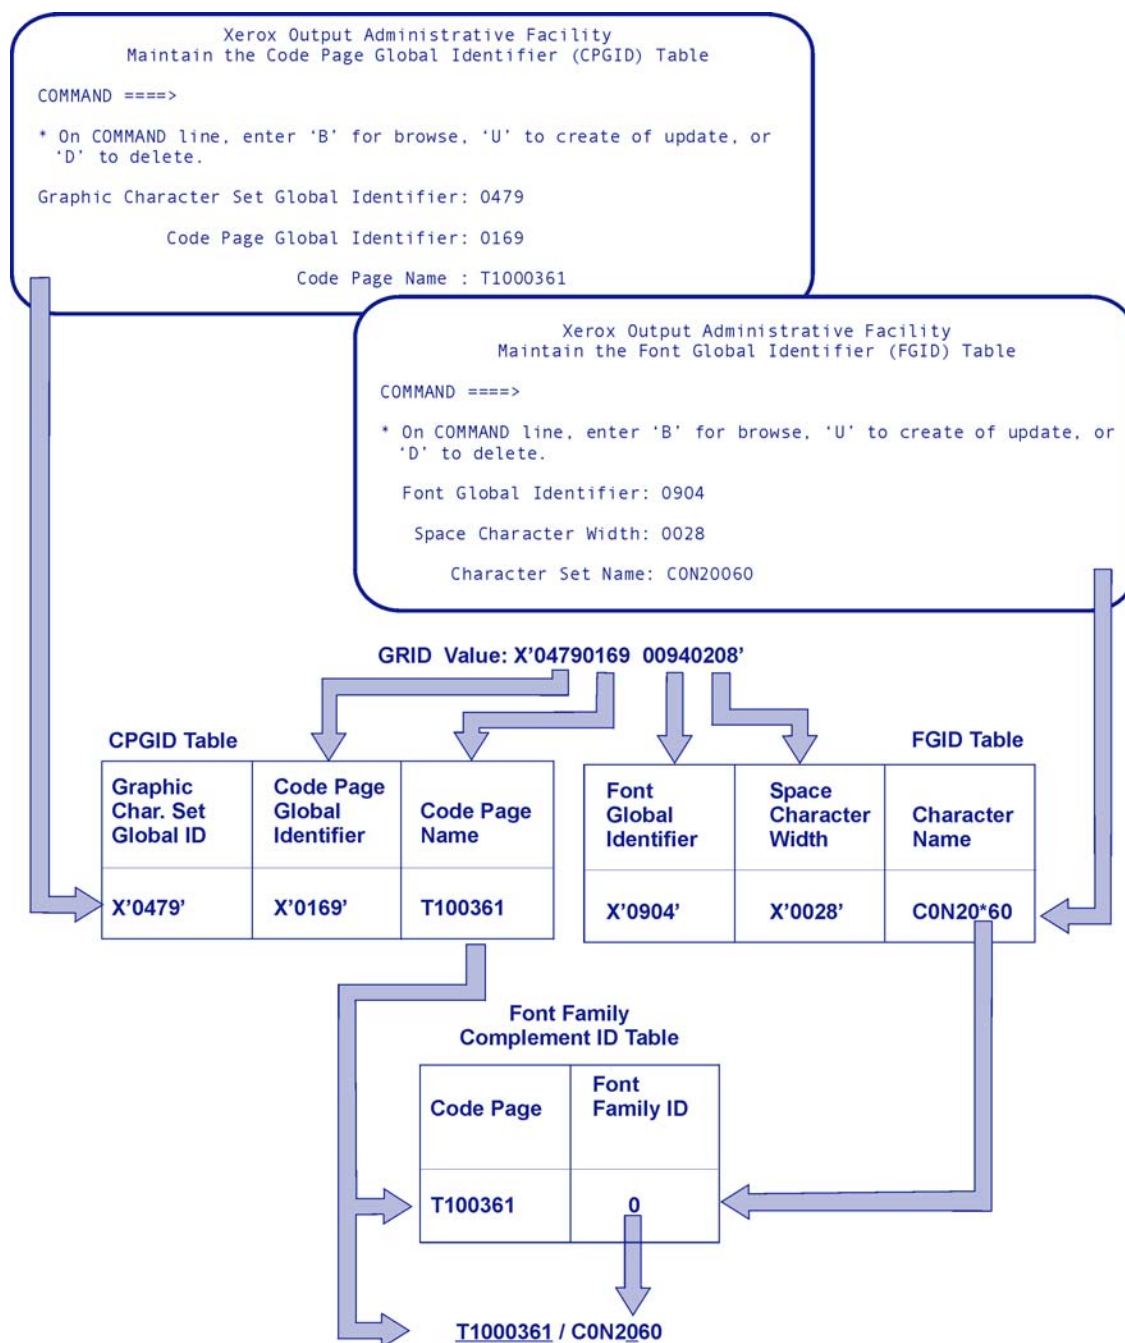 Xerox Output Administrative Facility
Maintain the Code Page Global Identifier (CPGID) Table
COMMAND ====>
* On COMMAND line, enter ‘B’ for browse, ‘U’ to create of update, or
‘D’ to delete.
Graphic Character Set Global Identifier: 0479
Code Page Global Identifier: 0169
Code Page Name : T1000361
Xerox Output Administrative Facility
Maintain the Font Global Identifier (FGID) Table
COMMAND ====>
* On COMMAND line, enter ‘B’ for browse, ‘U’ to create of update, or
‘D’ to delete.
Font Global Identifier: 0904
Space Character Width: 0028
Character Set Name: C0N20060
GRID Value: X’04790169 00940208’
CPGID Table
Graphic
Char. Set
Global ID
Code Page
Global
Identifier
Code Page
Name
X’0479’
X’0169’
T100361
FGID Table
Font
Global
Identifier
Space
Character
Width
Character
Name
X’0904’
X’0028’
C0N20*60
Font Family
Complement ID Table
Code Page
Font
Family ID
T100361
0
T1000361 / C0N2060